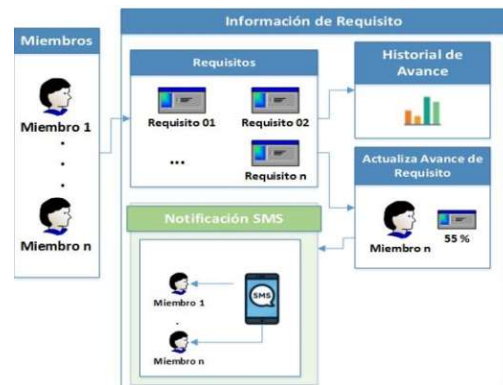 Información de Requisito
Miembros
Miembro 1
.
.
.
Miembro n
Requisitos
Requisito 01
Requisito 02
...
Requisito n
Historial de
Avance
Actualiza Avance de
Requisito
Miembro n
55 %
Notificación SMS
Miembro 1
.
Miembro n
SMS